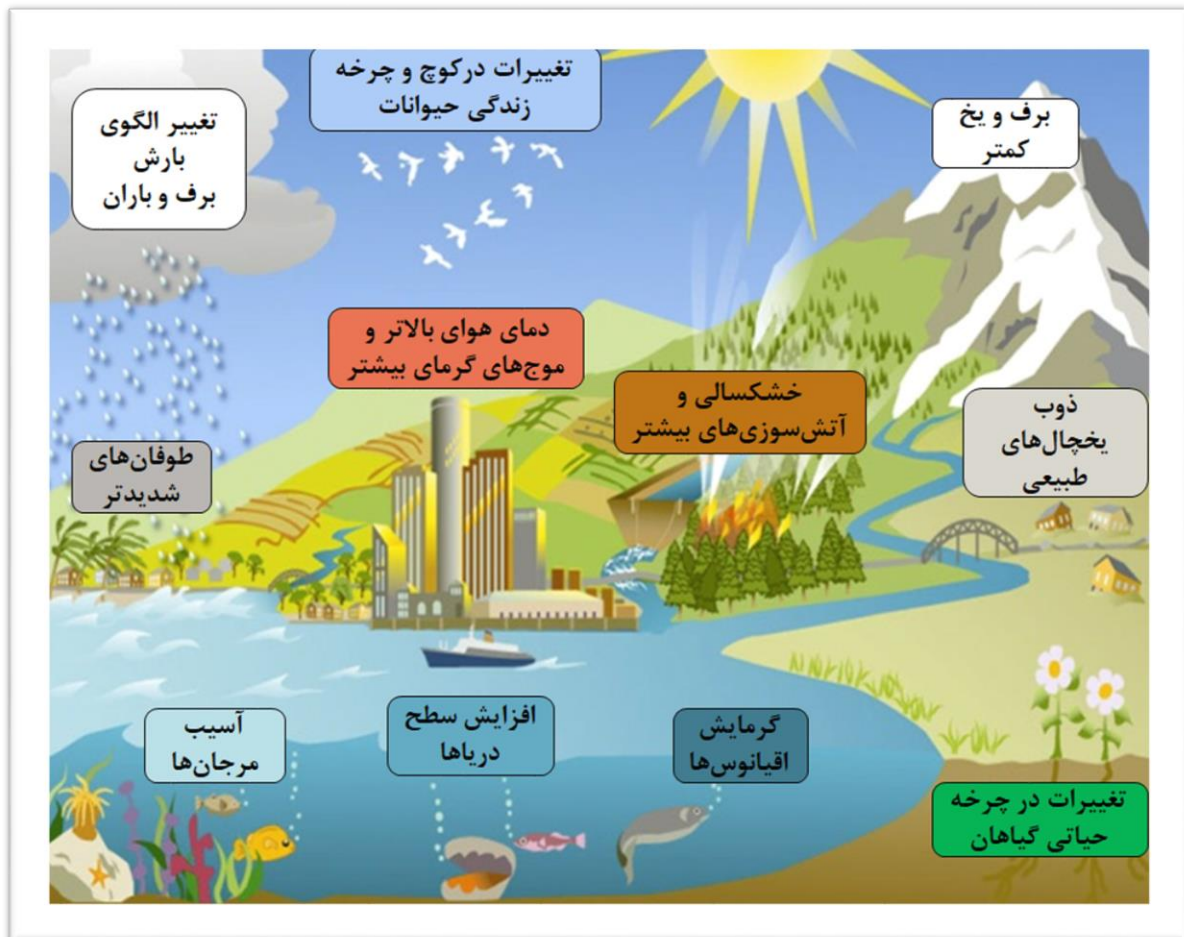 تغییرات درکوچ و چرخه
زندگی حیوانات
برف و یخ
کمتر
تغییر الگوی
بارش
برف و باران
دمای هوای بالاتر و
موج‌های گرمای بیشتر
خشکسالی و
آتش‌سوزی‌های بیشتر
ذوب
یخچال‌های
طبیعی
طوفان‌های
شدیدتر
گرمایش
اقیانوس‌ها
افزایش سطح
دریاها
آسیب
مرجان‌ها
تغییرات در چرخه
حیاتی گیاهان